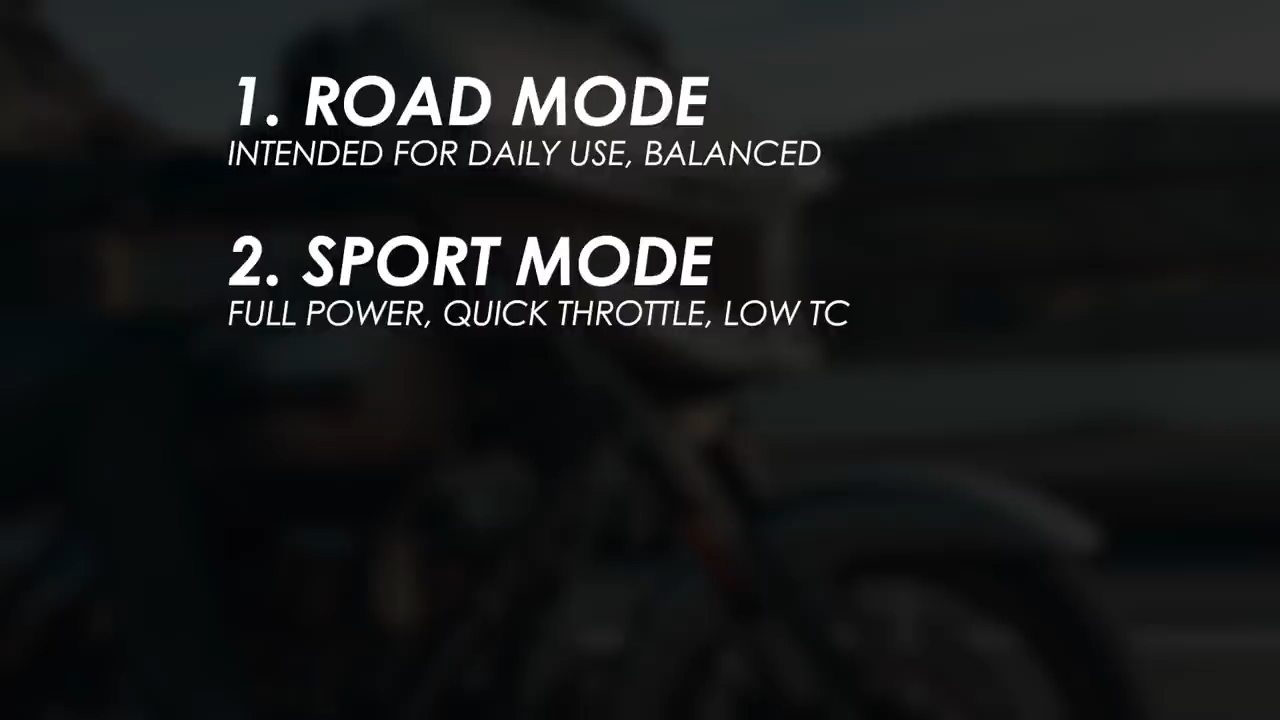 1. ROAD MODE
INTENDED FOR DAILY USE, BALANCED
2. SPORT MODE
FULL POWER, QUICK THROTTLE, LOW TC